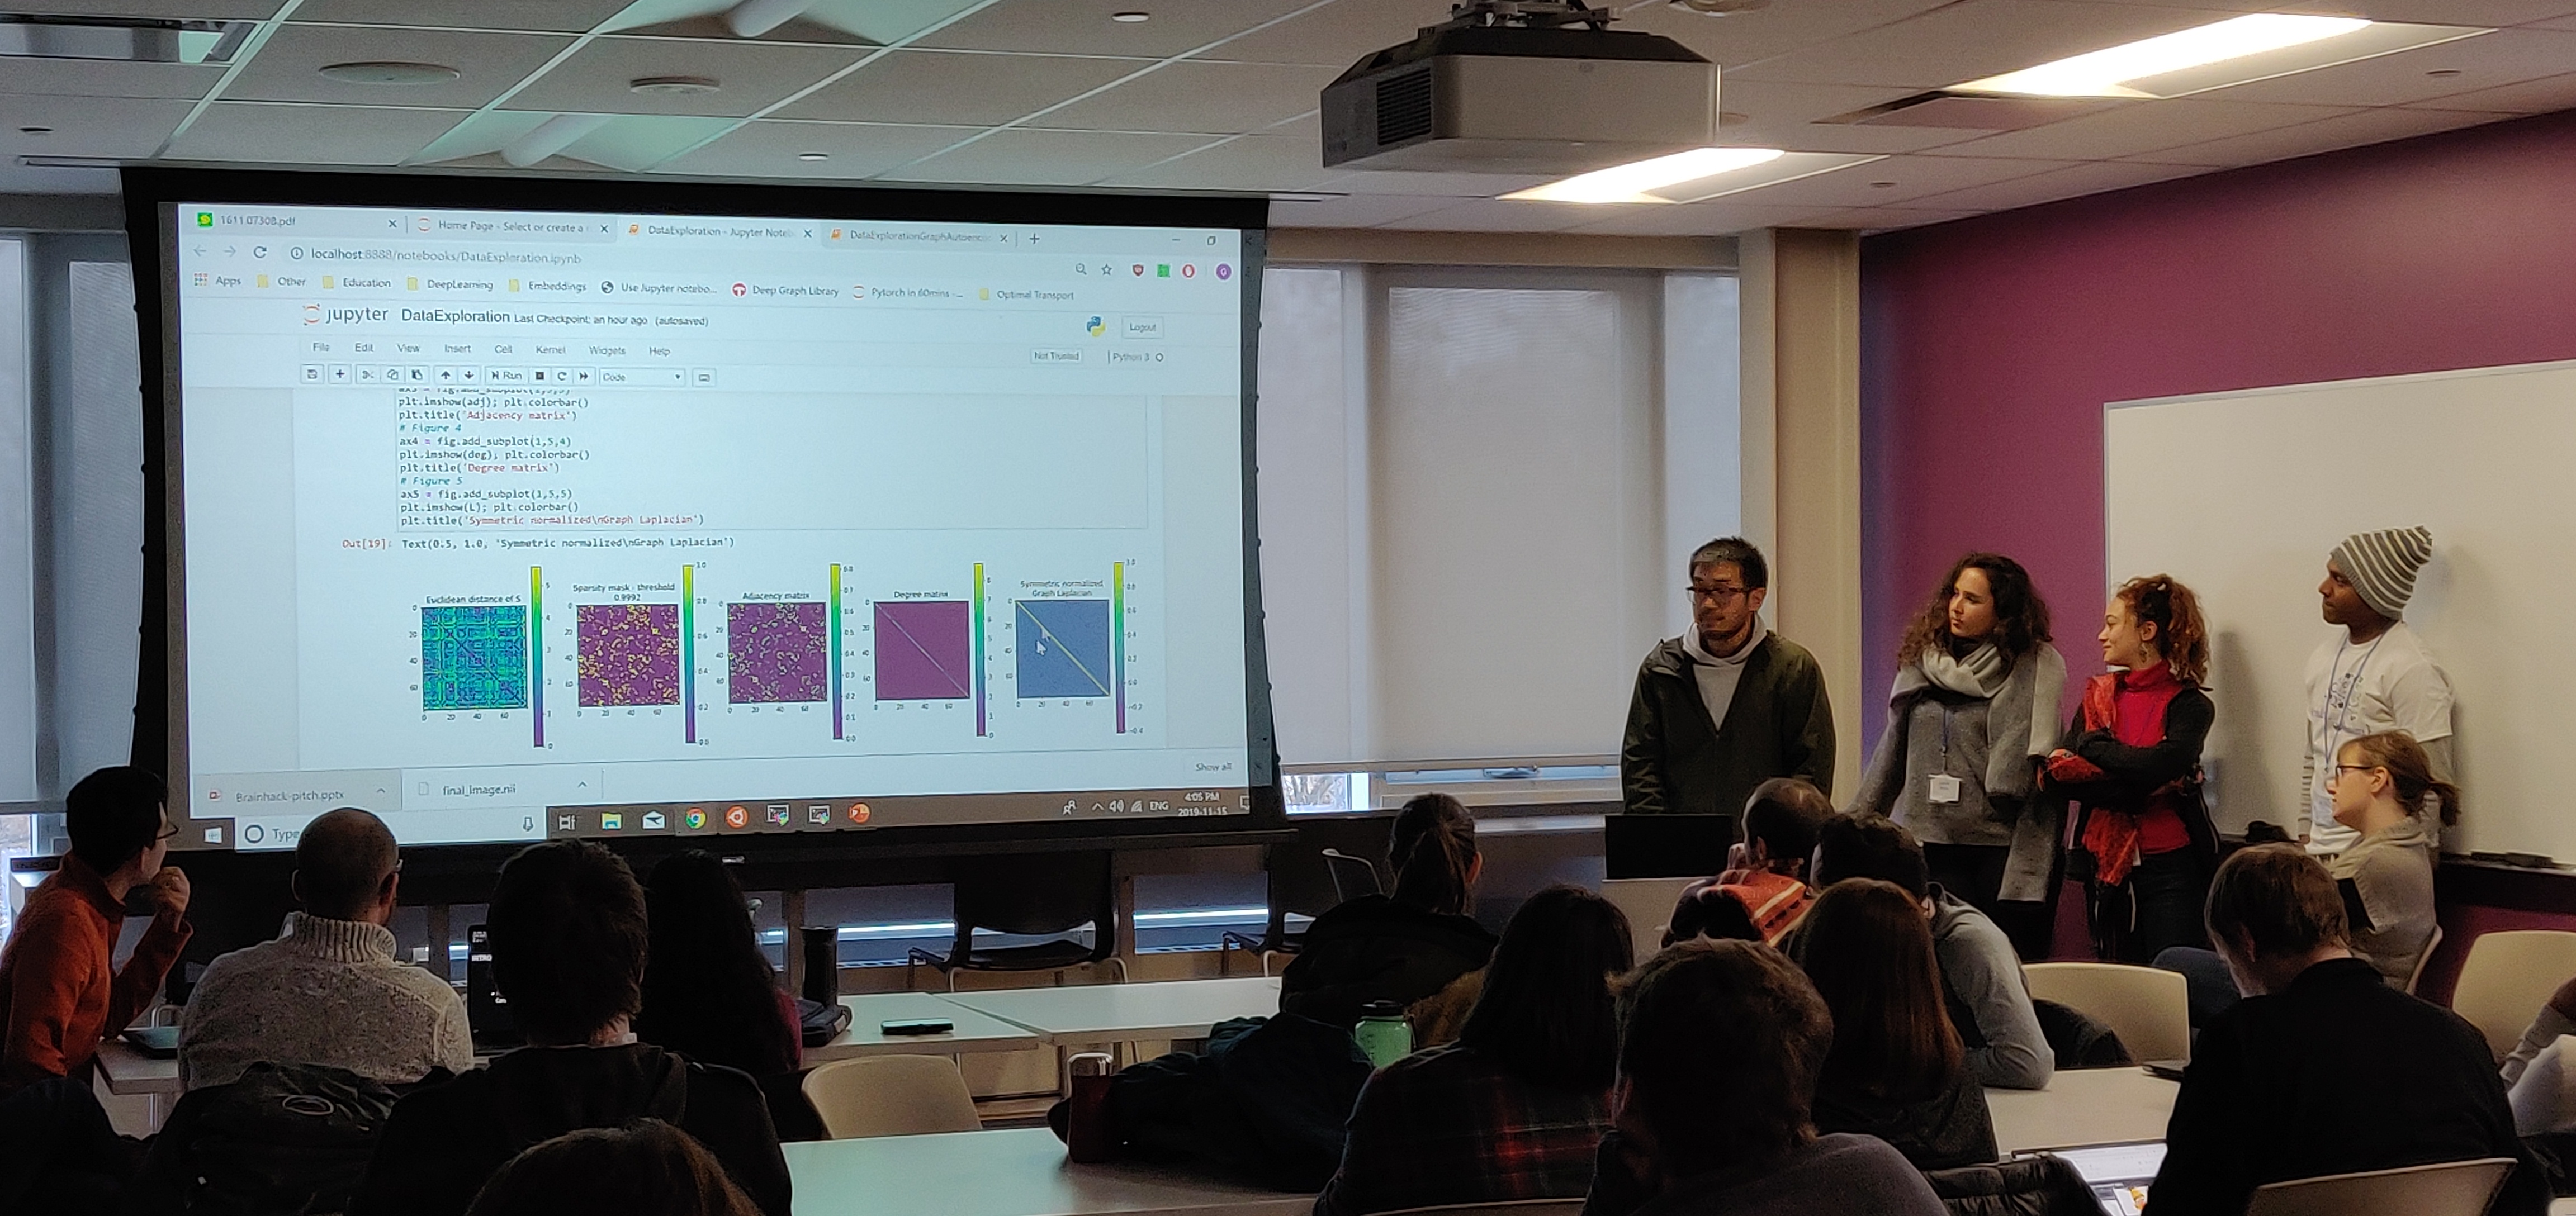 1611.07308.pdf
Home Page - Select or create a
DataExploration - Jupyter Note
DataExplorationGraphAutoenc
localhost:8888/notebooks/DataExploration.ipynb
Apps
Other
Education
DeepLearning
Embeddings
Use Jupyter notebo...
Deep Graph Library
Pytorch in 60mins -...
Optimal Transport
jupyter DataExploration Last Checkpoint: an hour ago (autosaved)
Logout
File Edit View Insert Cell Kernel Widgets Help
Not Trusted
Python 3
Run
Code
plt.imshow(adj); plt.colorbar()
plt.title('Adjacency matrix')
# Figure 4
ax4 = fig.add_subplot(1,5,4)
plt.imshow(deg); plt.colorbar()
plt.title('Degree matrix')
# Figure 5
ax5 = fig.add_subplot(1,5,5)
plt.imshow(L); plt.colorbar()
plt.title('Symmetric normalized\nGraph Laplacian')
Out[19]: Text(0.5, 1.0, 'Symmetric normalized\nGraph Laplacian')
Euclidean distance of S
Sparsity mask - threshold
0.9992
Adjacency matrix
Degree matrix
Symmetric normalized
Graph Laplacian
Show all
Brainhack-pitch.pptx
final_image.nii
Type
ENG
4:05 PM
2019-11-15